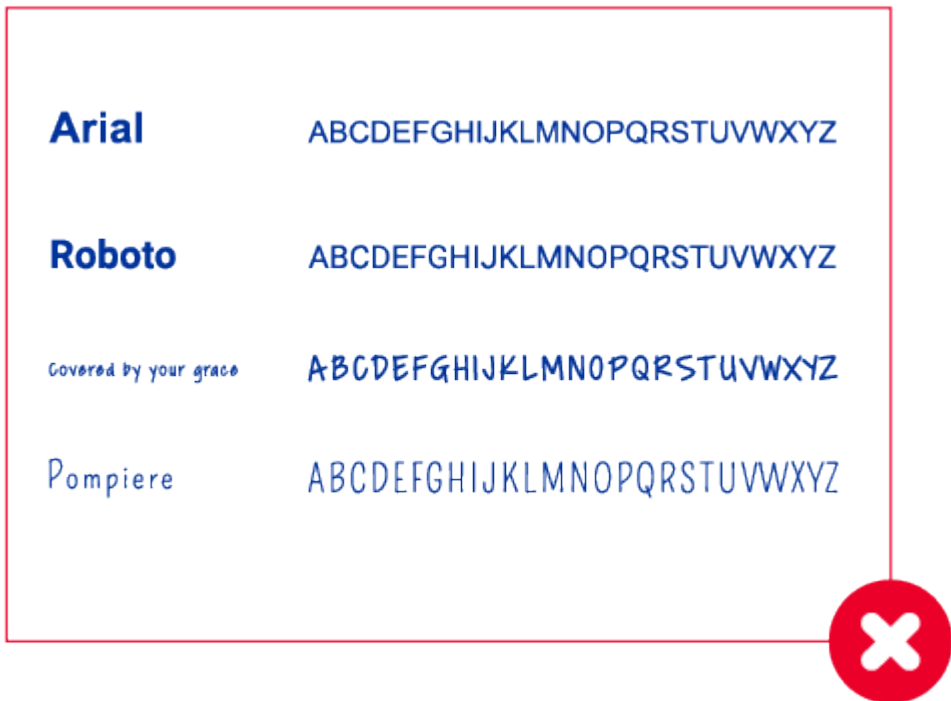 Arial ABCDEFGHIJKLMNOPQRSTUVWXYZ
Roboto ABCDEFGHIJKLMNOPQRSTUVWXYZ
Covered by your grace ABCDEFGHIJKLMNOPQRSTUVWXYZ
Pompiere ABCDEFGHIJKLMNOPQRSTUVWXYZ